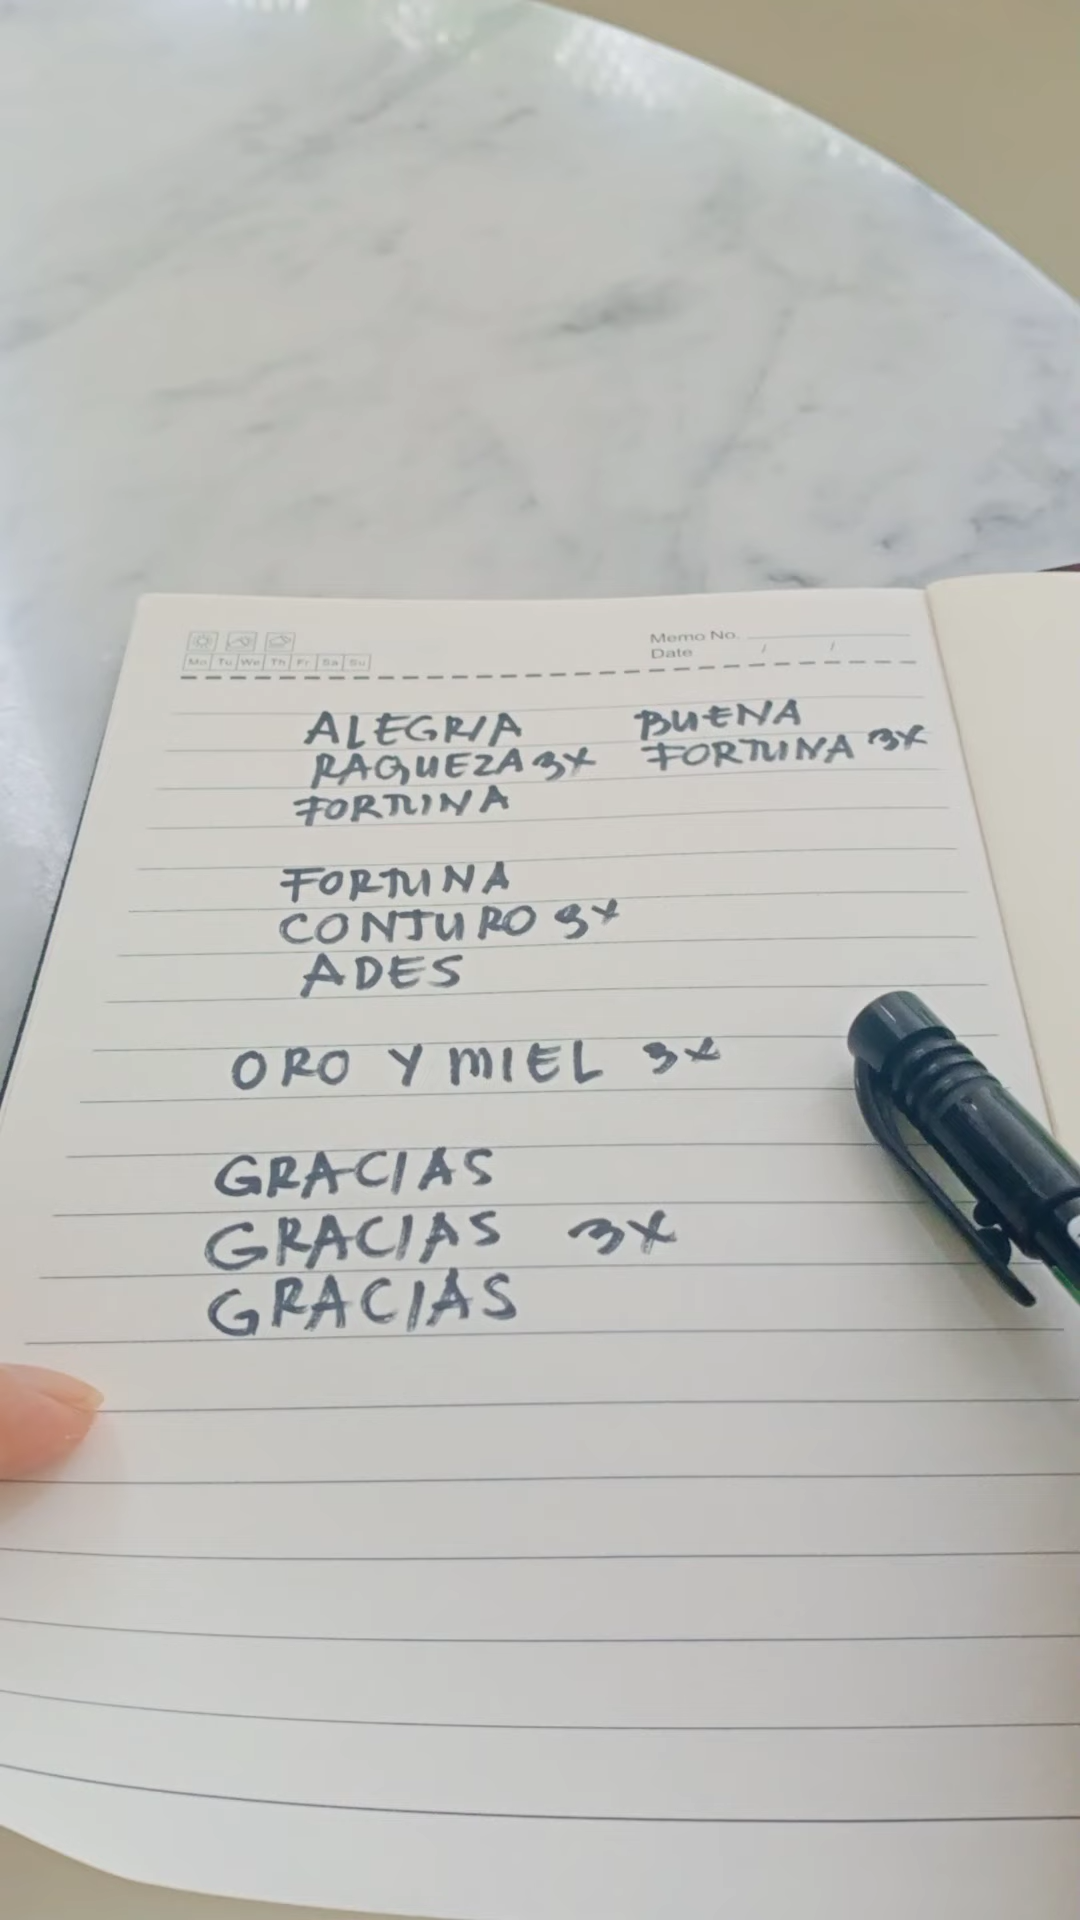 Mo Tu We Th Fr Sa Su
Memo No.
Date / /
ALEGRIA
RAQUEZA 3X
FORTUNA
BUENA
FORTUNA 3X
FORTUNA
CONJURO 3X
ADES
ORO Y MIEL 3X
GRACIAS
GRACIAS 3X
GRACIAS